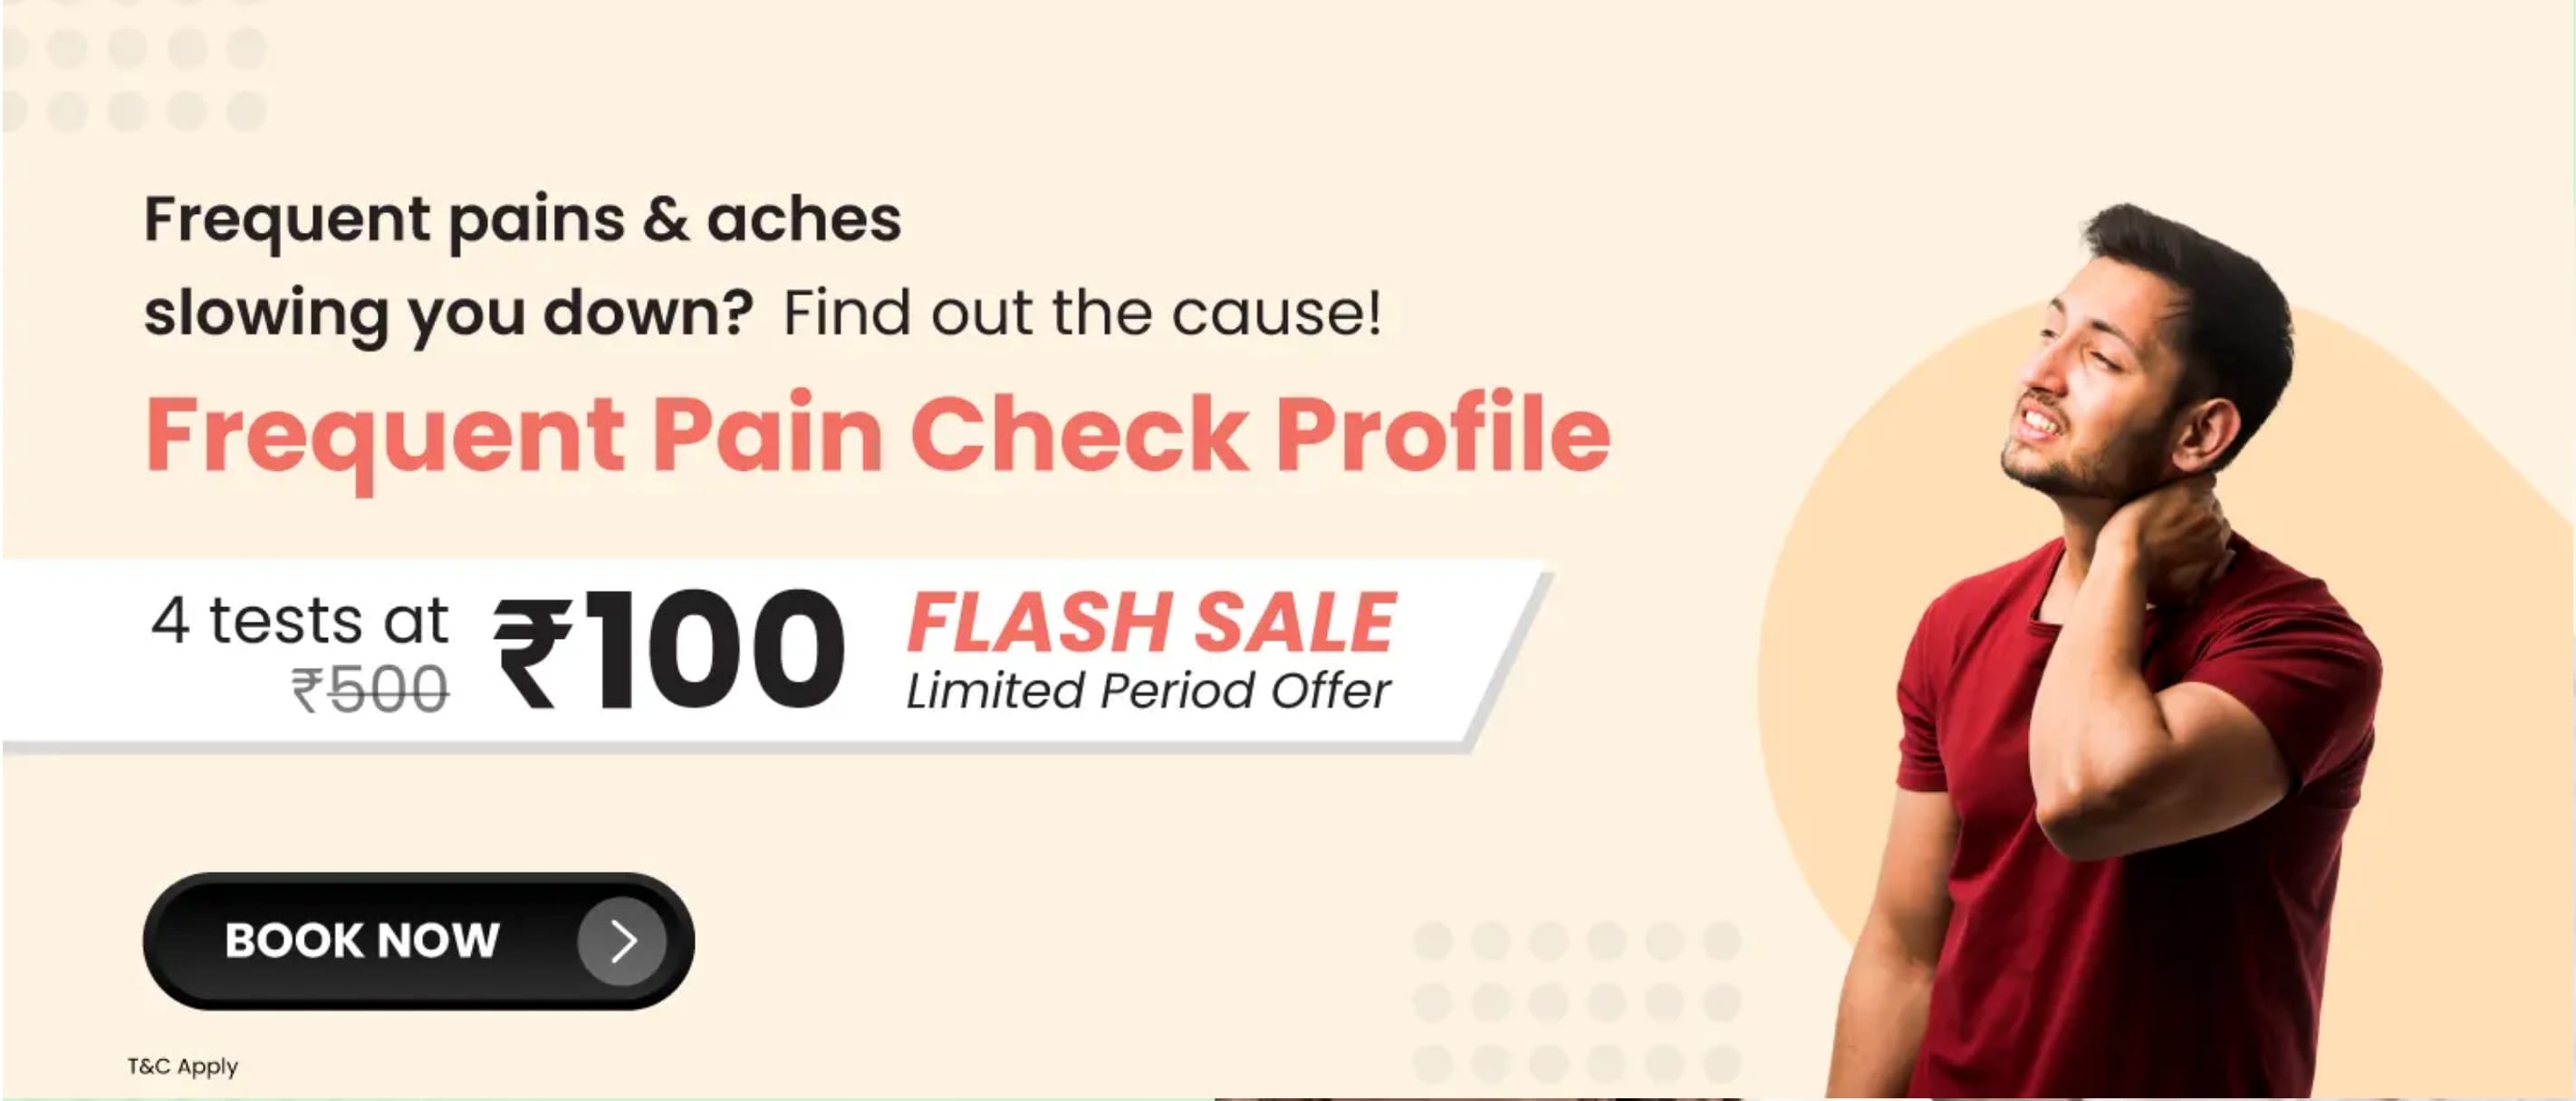 Frequent pains & aches
slowing you down? Find out the cause!
Frequent Pain Check Profile
4 tests at
₹500
₹100
FLASH SALE
Limited Period Offer
BOOK NOW
T&C Apply